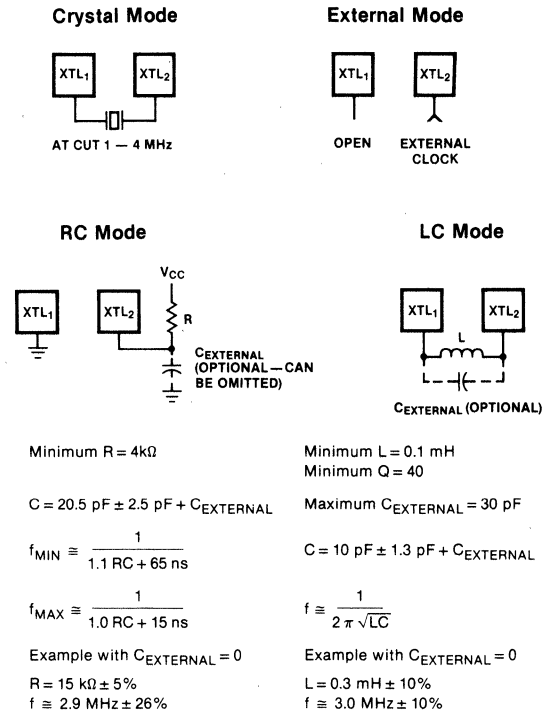 Crystal Mode
XTL1 XTL2
AT CUT 1 — 4 MHz
External Mode
XTL1 XTL2
OPEN
EXTERNAL
CLOCK
RC Mode
VCC
XTL1 XTL2
R
CEXTERNAL
(OPTIONAL—CAN
BE OMITTED)
LC Mode
XTL1 XTL2
L
CEXTERNAL (OPTIONAL)
Minimum R = 4kΩ
C = 20.5 pF ± 2.5 pF + CEXTERNAL
fMIN ≅ 1 / 1.1 RC + 65 ns
fMAX ≅ 1 / 1.0 RC + 15 ns
Example with CEXTERNAL = 0
R = 15 kΩ ± 5%
f ≅ 2.9 MHz ± 26%
Minimum L = 0.1 mH
Minimum Q = 40
Maximum CEXTERNAL = 30 pF
C = 10 pF ± 1.3 pF + CEXTERNAL
f ≅ 1 / 2 π √LC
Example with CEXTERNAL = 0
L = 0.3 mH ± 10%
f ≅ 3.0 MHz ± 10%